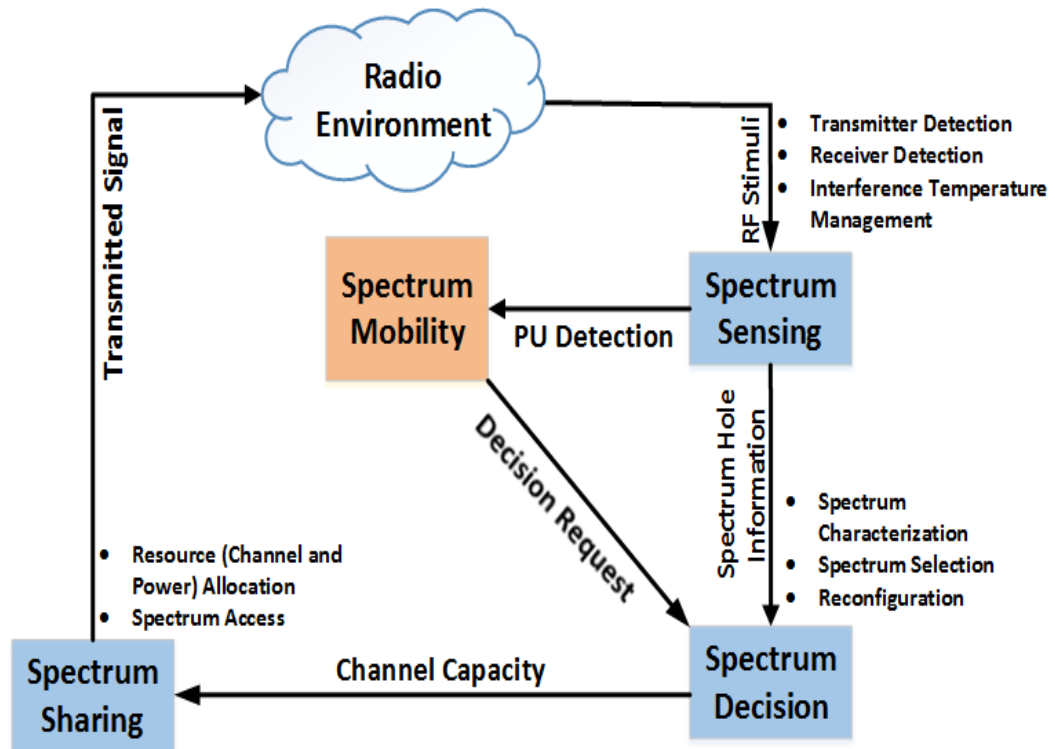 Radio
Environment
Transmitted Signal
RF Stimuli
• Transmitter Detection
• Receiver Detection
• Interference Temperature
Management
Spectrum
Mobility
PU Detection
Spectrum
Sensing
Decision Request
Spectrum Hole
Information
• Spectrum
Characterization
• Spectrum Selection
• Reconfiguration
• Resource (Channel and
Power) Allocation
• Spectrum Access
Spectrum
Sharing
Channel Capacity
Spectrum
Decision